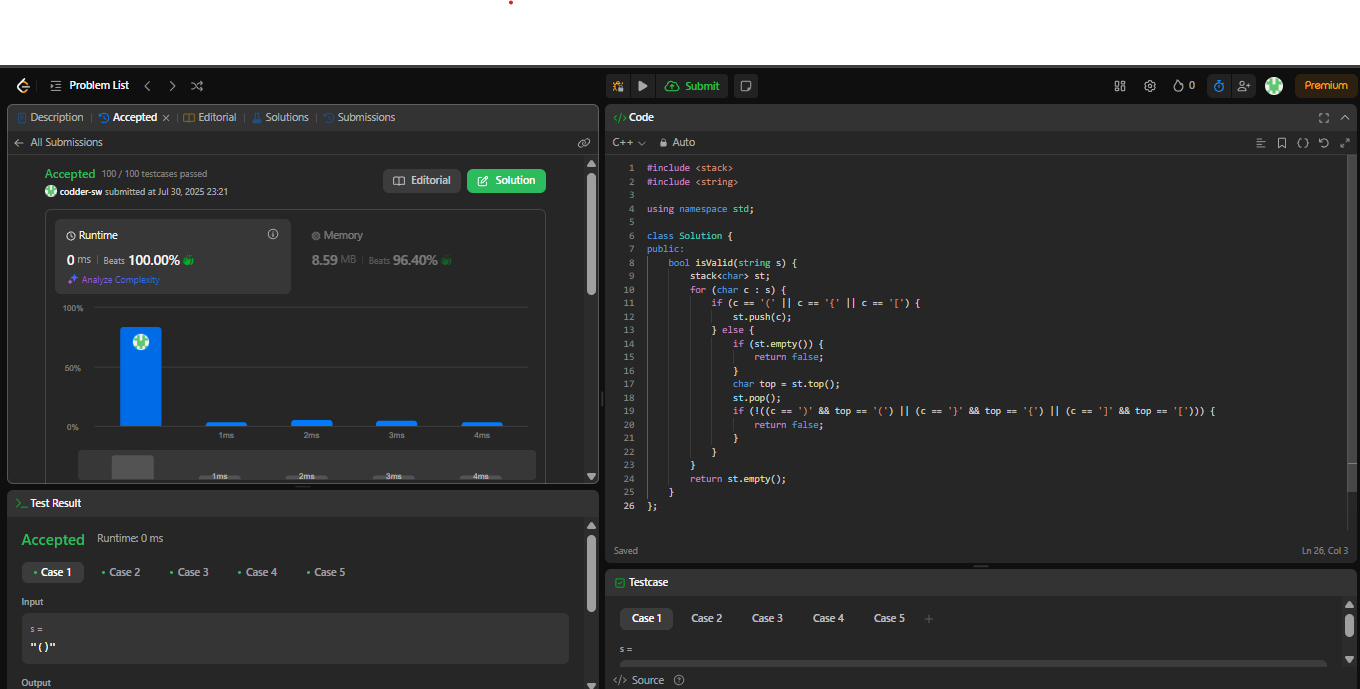 Problem List
Submit
0
Premium
Description
Accepted
Editorial
Solutions
Submissions
All Submissions
Accepted 100 / 100 testcases passed
codder-sw submitted at Jul 30, 2025 23:21
Editorial
Solution
Runtime
0 ms | Beats 100.00%
Analyze Complexity
Memory
8.59 MB | Beats 96.40%
100%
50%
0%
1ms 2ms 3ms 4ms
1ms 2ms 3ms 4ms
Test Result
Accepted Runtime: 0 ms
Case 1 Case 2 Case 3 Case 4 Case 5
Input
s =
"()"
Output
</> Code
C++ Auto
1 #include <stack>
2 #include <string>
3
4 using namespace std;
5
6 class Solution {
7 public:
8 bool isValid(string s) {
9 stack<char> st;
10 for (char c : s) {
11 if (c == '(' || c == '{' || c == '[') {
12 st.push(c);
13 } else {
14 if (st.empty()) {
15 return false;
16 }
17 char top = st.top();
18 st.pop();
19 if (!((c == ')' && top == '(') || (c == '}' && top == '{') || (c == ']' && top == '['))) {
20 return false;
21 }
22 }
23 }
24 return st.empty();
25 }
26 };
Saved
Ln 26, Col 3
Testcase
Case 1 Case 2 Case 3 Case 4 Case 5 +
s =
</> Source